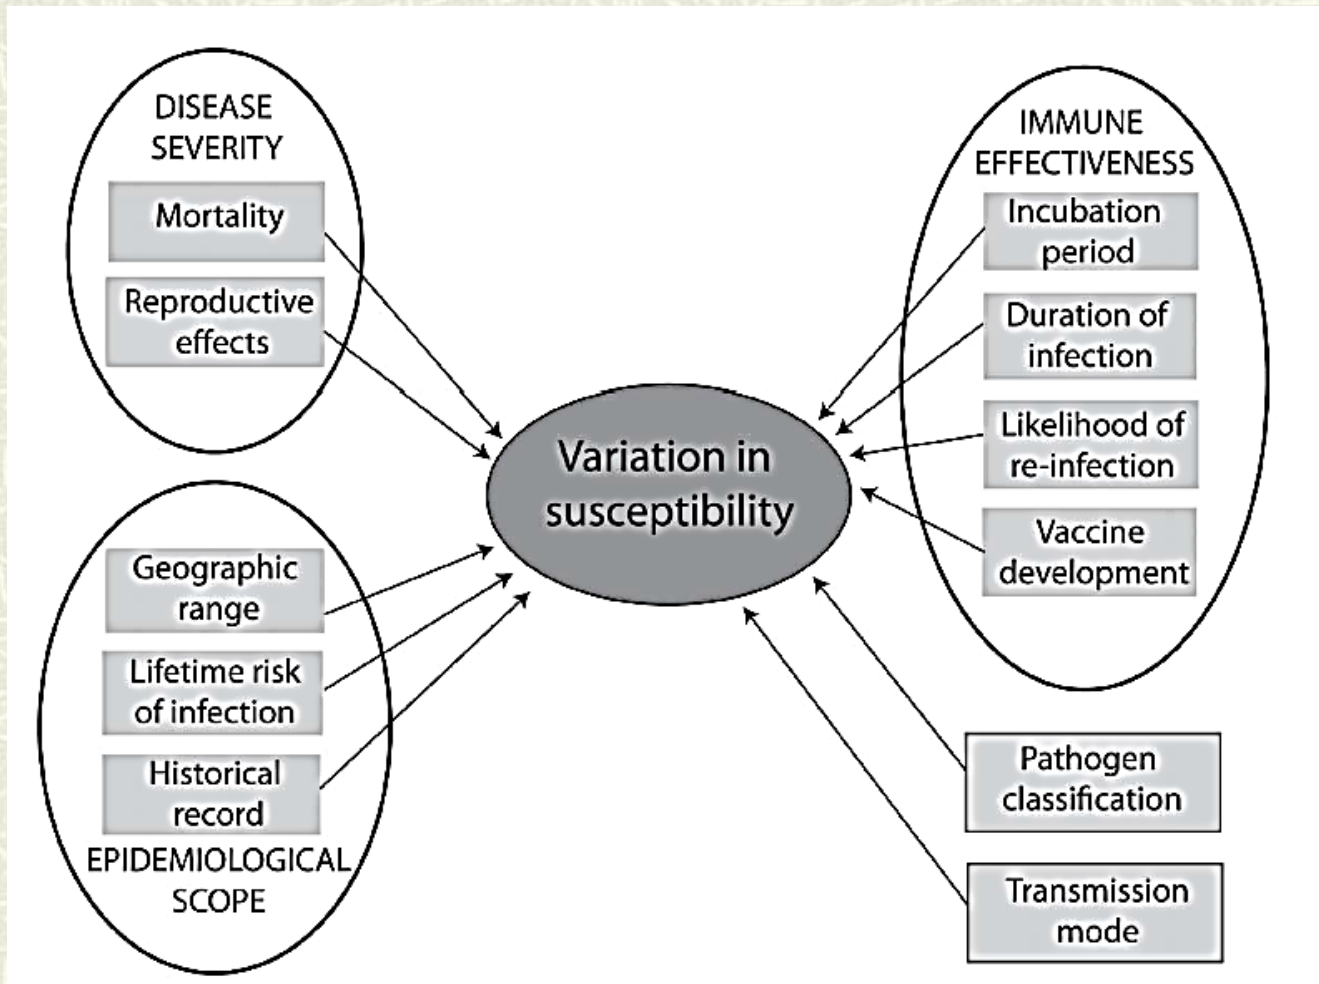 DISEASE
SEVERITY
Mortality
Reproductive
effects
Geographic
range
Lifetime risk
of infection
Historical
record
EPIDEMIOLOGICAL
SCOPE
Variation in
susceptibility
IMMUNE
EFFECTIVENESS
Incubation
period
Duration of
infection
Likelihood of
re-infection
Vaccine
development
Pathogen
classification
Transmission
mode